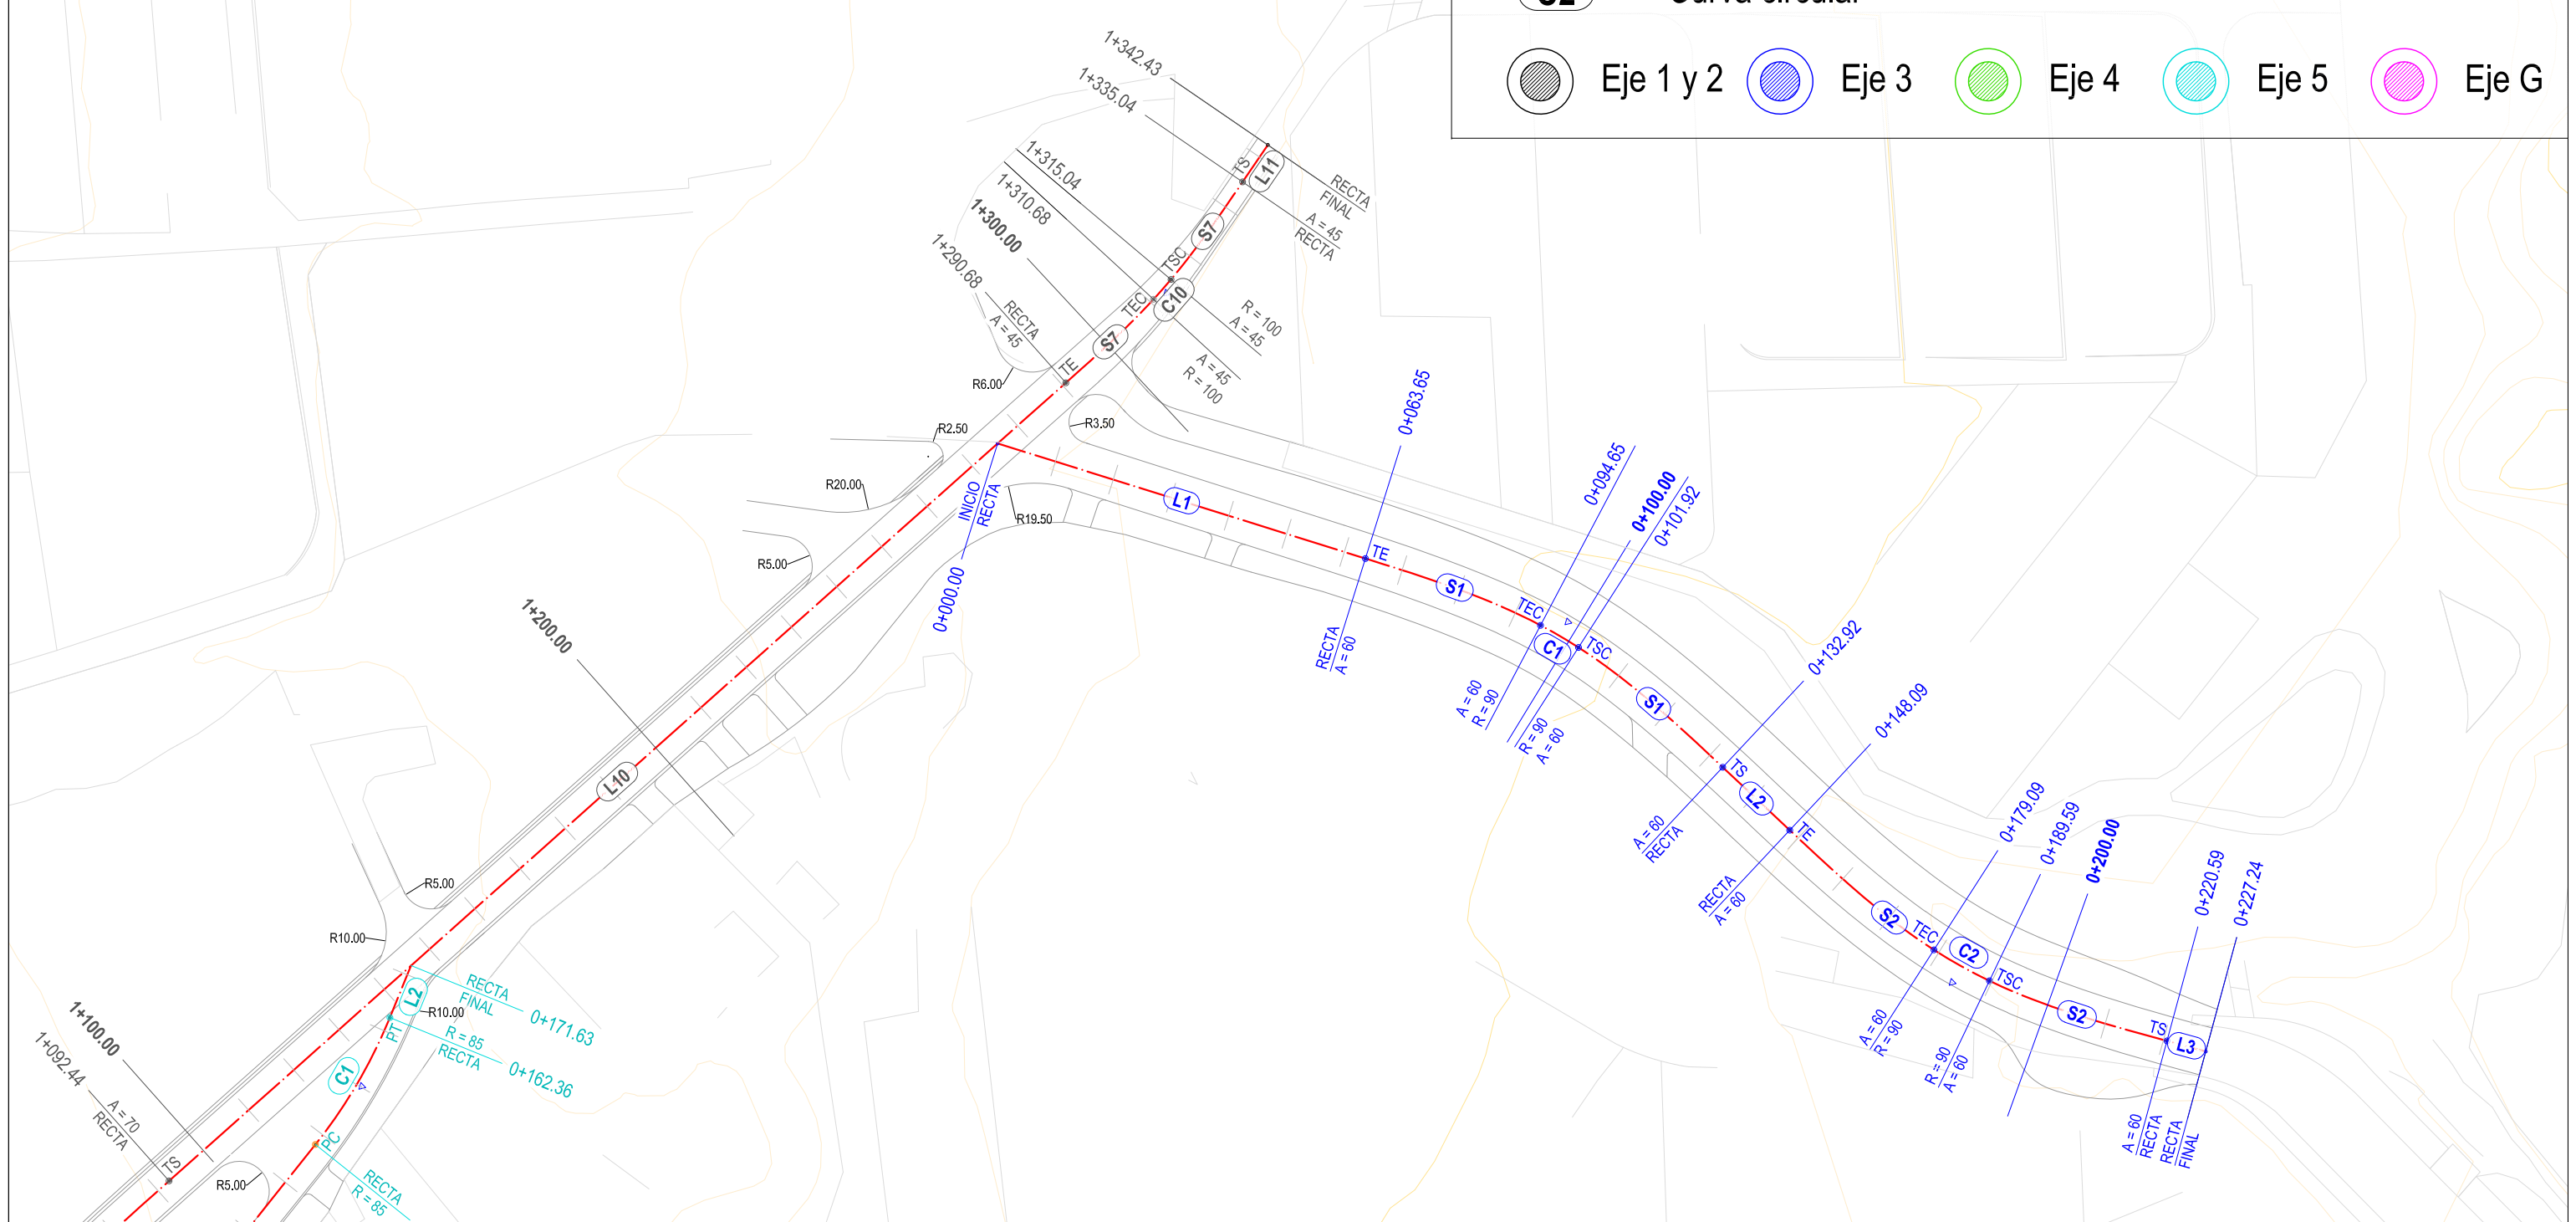 Eje 1 y 2
Eje 3
Eje 4
Eje 5
Eje G
1+342.43
1+335.04
1+315.04
1+310.68
1+300.00
1+290.68
RECTA
A = 45
TS
L11
RECTA
FINAL
A = 45
RECTA
S7
TSC
C10
TEC
R = 100
A = 45
A = 45
R = 100
S7
TE
R6.00
R2.50
R3.50
R20.00
R19.50
R5.00
INICIO
RECTA
0+000.00
L1
0+063.65
TE
RECTA
A = 60
S1
0+094.65
TEC
A = 60
R = 90
C1
0+100.00
0+101.92
TSC
R = 90
A = 60
S1
0+132.92
TS
A = 60
RECTA
L2
0+148.09
TE
RECTA
A = 60
S2
0+179.09
TEC
A = 60
R = 90
C2
0+189.59
TSC
R = 90
A = 60
0+200.00
S2
0+220.59
TS
A = 60
RECTA
L3
0+227.24
RECTA
FINAL
1+200.00
L10
R5.00
R10.00
RECTA
FINAL
0+171.63
L2
R10.00
PT
R = 85
RECTA
0+162.36
C1
PC
RECTA
R = 85
1+100.00
1+092.44
A = 70
RECTA
TS
R5.00